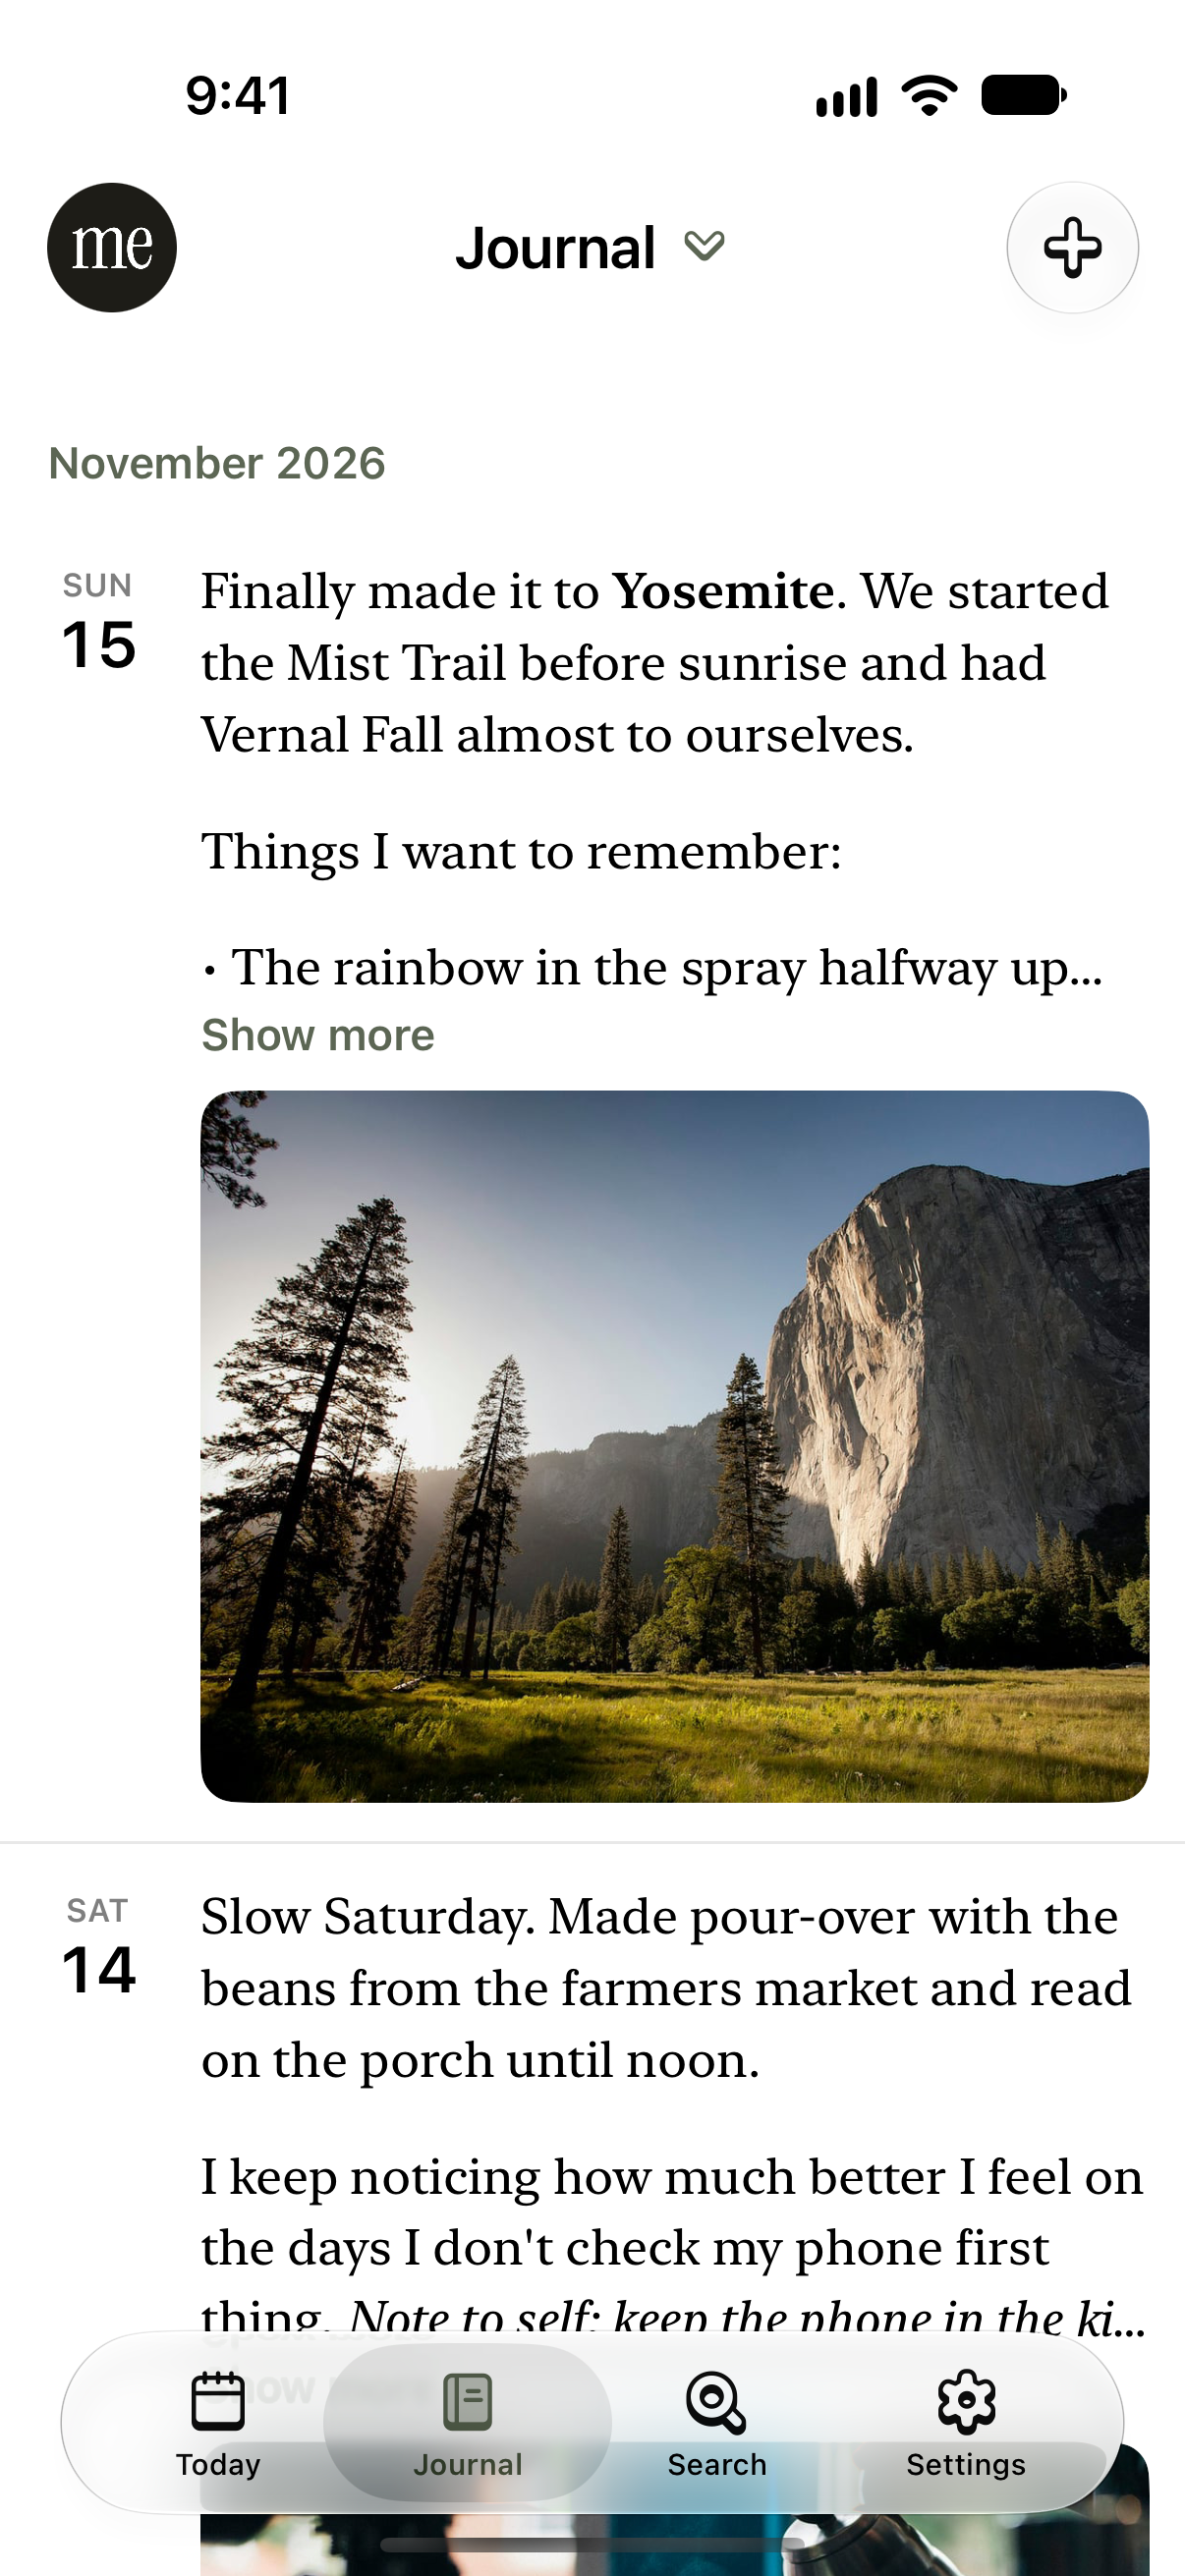 9:41
me
Journal
November 2026
SUN
15
Finally made it to Yosemite. We started
the Mist Trail before sunrise and had
Vernal Fall almost to ourselves.
Things I want to remember:
• The rainbow in the spray halfway up...
Show more
SAT
14
Slow Saturday. Made pour-over with the
beans from the farmers market and read
on the porch until noon.
I keep noticing how much better I feel on
the days I don't check my phone first
thing. Note to self: keep the phone in the ki...
Today
Journal
Search
Settings